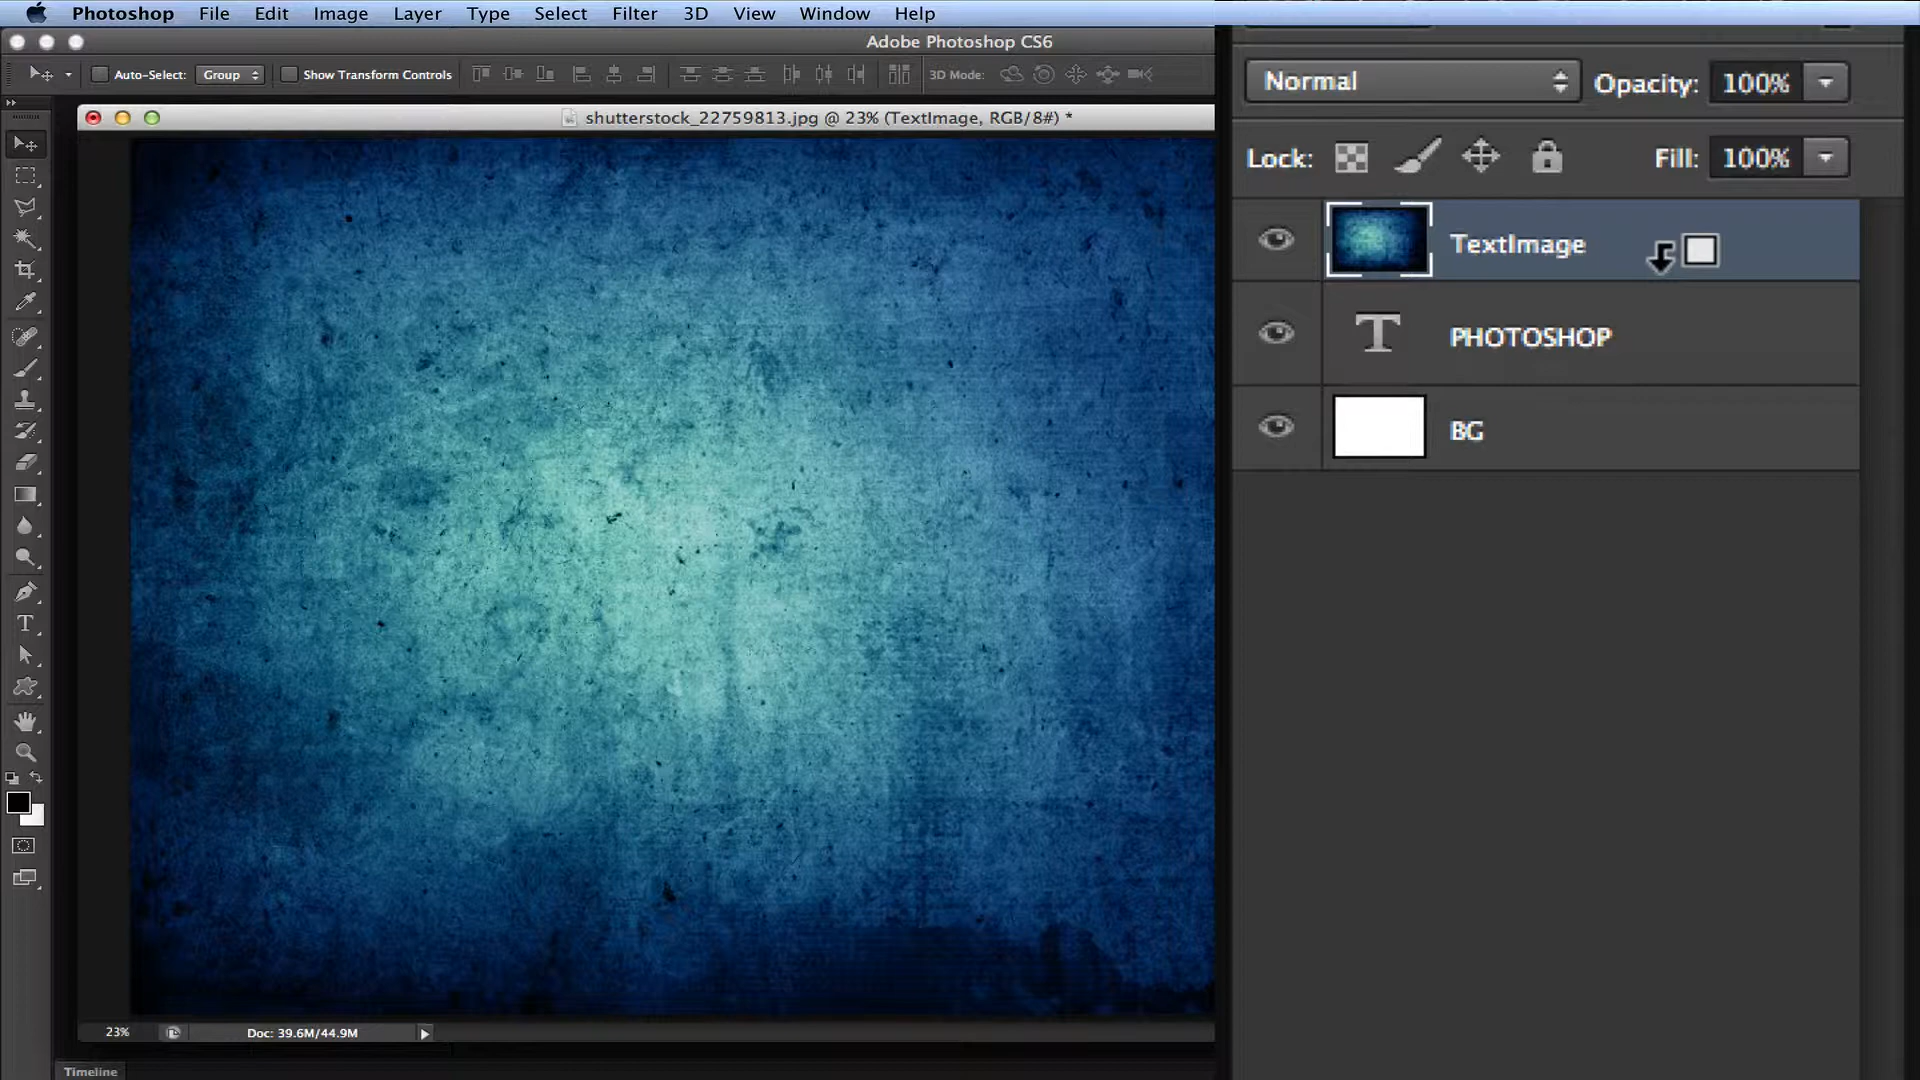 Photoshop File Edit Image Layer Type Select Filter 3D View Window Help
Adobe Photoshop CS6
Auto-Select: Group Show Transform Controls 3D Mode:
shutterstock_22759813.jpg @ 23% (TextImage, RGB/8#) *
Normal Opacity: 100%
Lock: Fill: 100%
TextImage
T PHOTOSHOP
BG
23% Doc: 39.6M/44.9M
Timeline